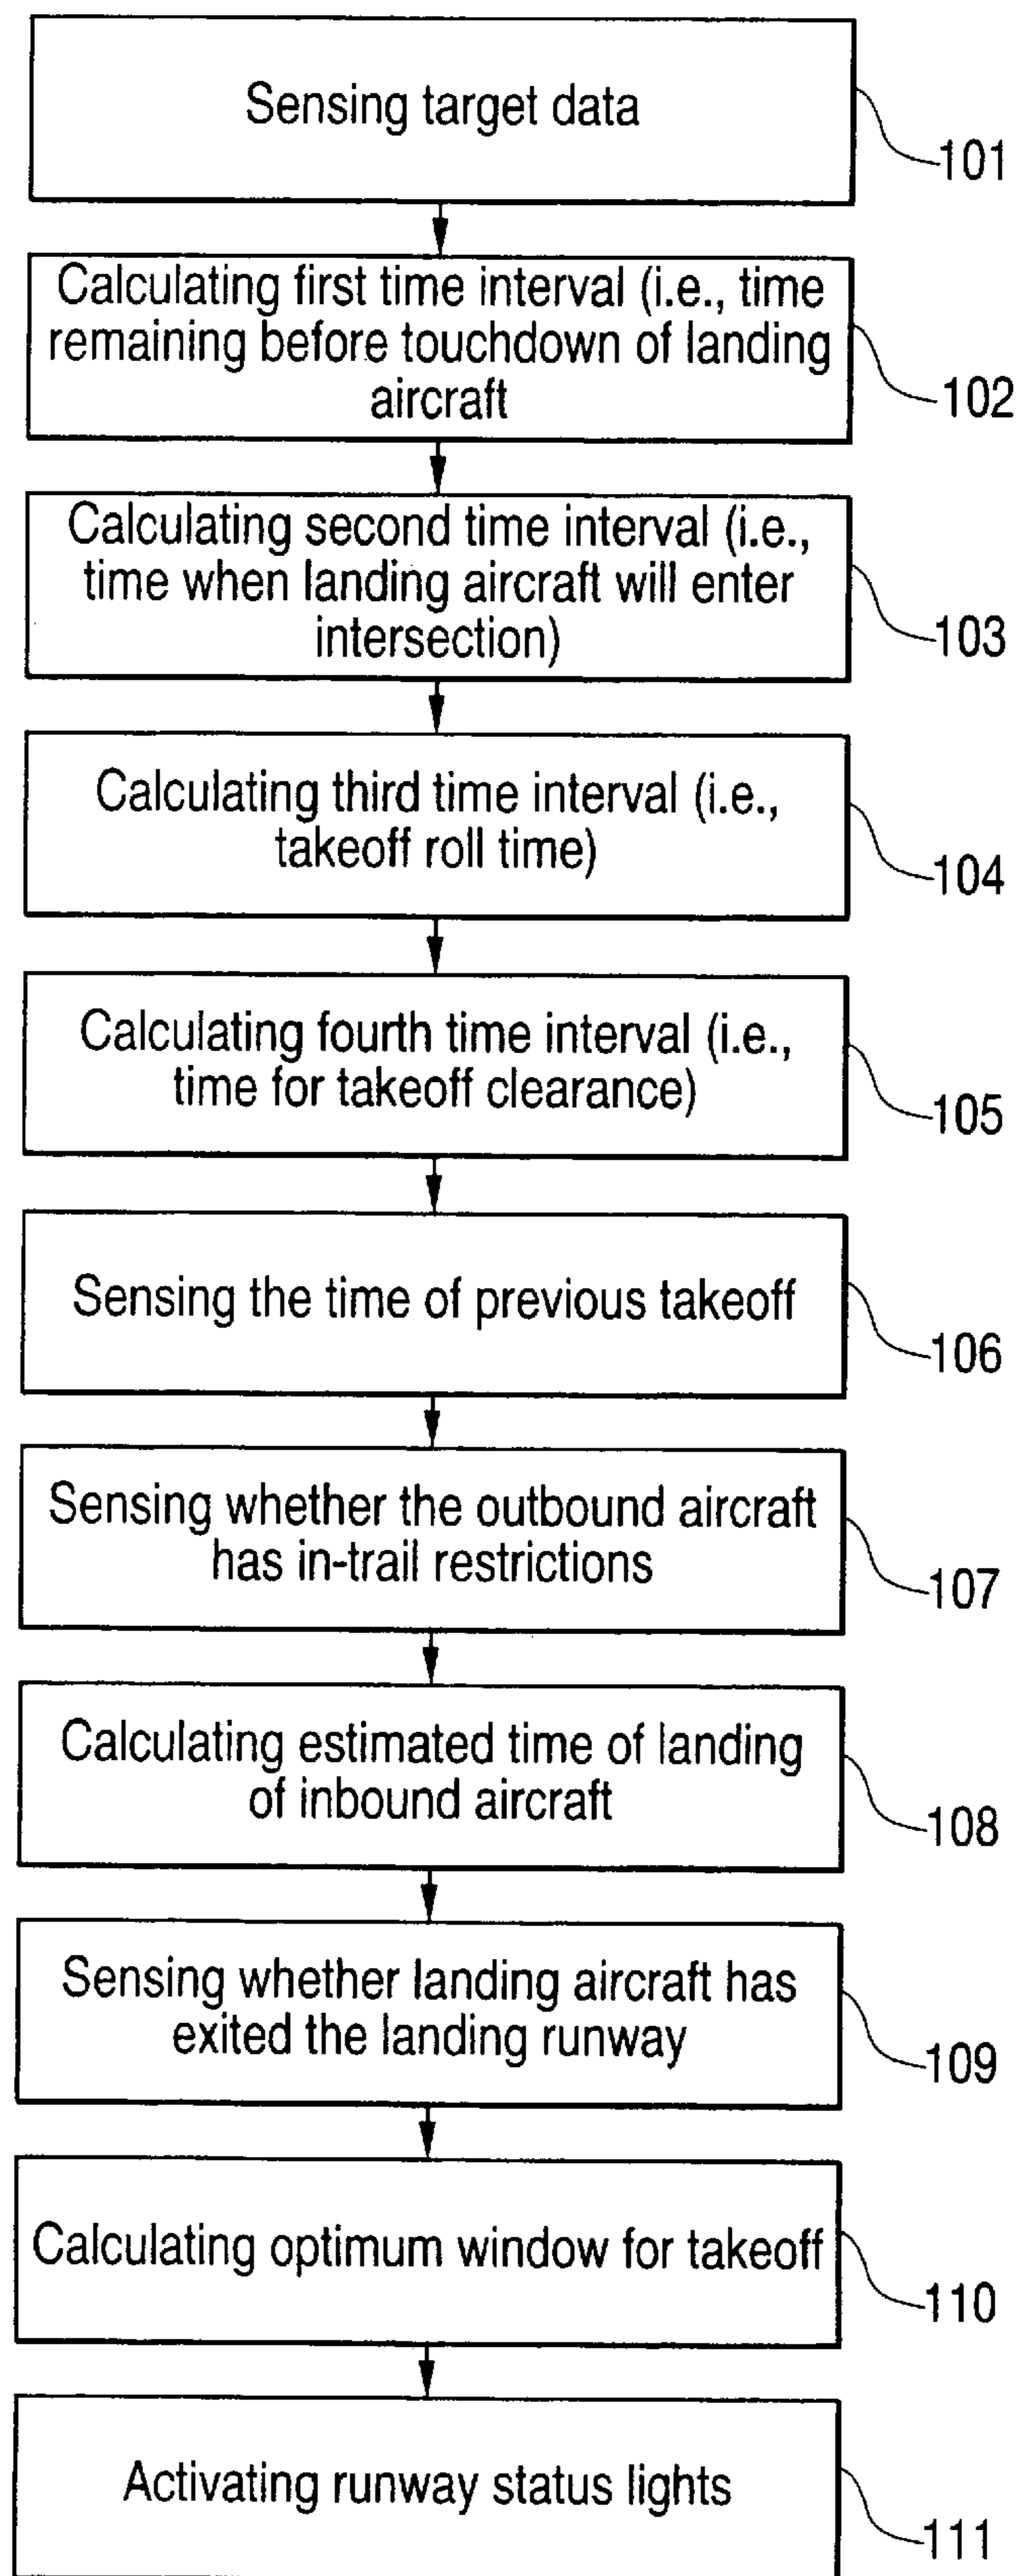 Sensing target data
101
Calculating first time interval (i.e., time
remaining before touchdown of landing
aircraft
102
Calculating second time interval (i.e.,
time when landing aircraft will enter
intersection)
103
Calculating third time interval (i.e.,
takeoff roll time)
104
Calculating fourth time interval (i.e.,
time for takeoff clearance)
105
Sensing the time of previous takeoff
106
Sensing whether the outbound aircraft
has in-trail restrictions
107
Calculating estimated time of landing
of inbound aircraft
108
Sensing whether landing aircraft has
exited the landing runway
109
Calculating optimum window for takeoff
110
Activating runway status lights
111